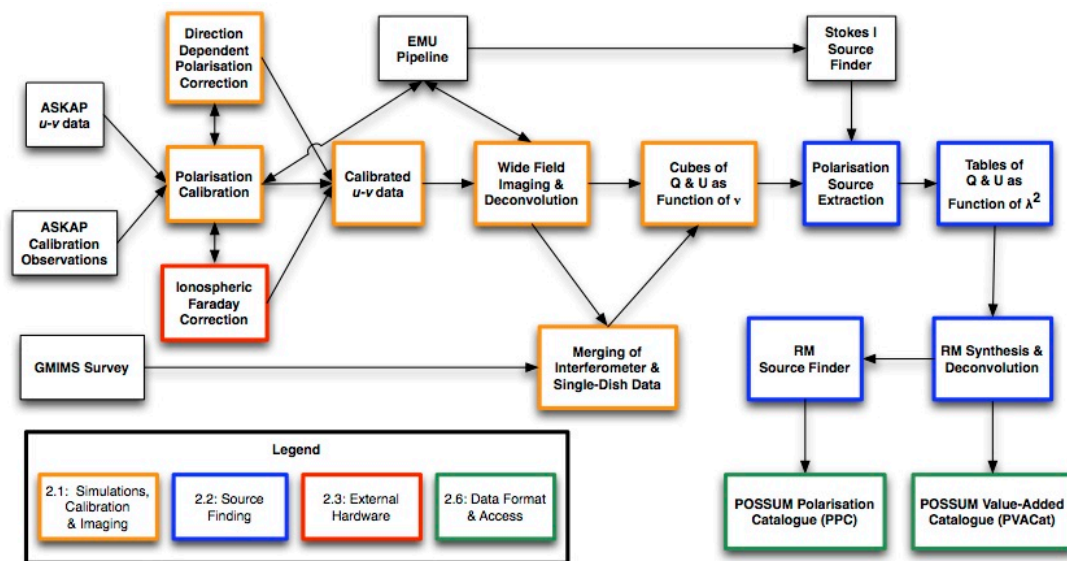 Direction
Dependent
Polarisation
Correction
EMU
Pipeline
Stokes I
Source
Finder
ASKAP
u-v data
Polarisation
Calibration
Calibrated
u-v data
Wide Field
Imaging &
Deconvolution
Cubes of
Q & U as
Function of ν
Polarisation
Source
Extraction
Tables of
Q & U as
Function of λ²
ASKAP
Calibration
Observations
Ionospheric
Faraday
Correction
GMIMS Survey
Merging of
Interferometer &
Single-Dish Data
RM
Source Finder
RM Synthesis &
Deconvolution
Legend
2.1: Simulations,
Calibration
& Imaging
2.2: Source
Finding
2.3: External
Hardware
2.6: Data Format
& Access
POSSUM Polarisation
Catalogue (PPC)
POSSUM Value-Added
Catalogue (PVACat)